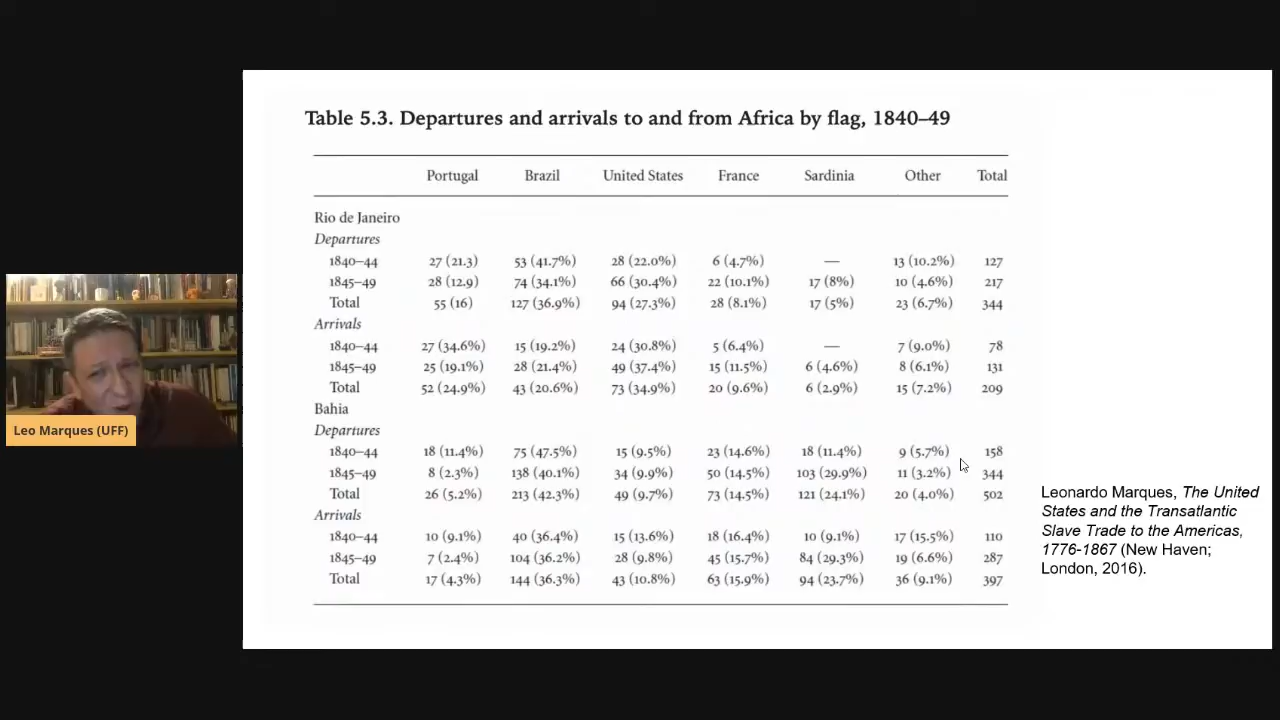 Table 5.3. Departures and arrivals to and from Africa by flag, 1840–49
Portugal Brazil United States France Sardinia Other Total
Rio de Janeiro
Departures
1840–44 27 (21.3) 53 (41.7%) 28 (22.0%) 6 (4.7%) — 13 (10.2%) 127
1845–49 28 (12.9) 74 (34.1%) 66 (30.4%) 22 (10.1%) 17 (8%) 10 (4.6%) 217
Total 55 (16) 127 (36.9%) 94 (27.3%) 28 (8.1%) 17 (5%) 23 (6.7%) 344
Arrivals
1840–44 27 (34.6%) 15 (19.2%) 24 (30.8%) 5 (6.4%) — 7 (9.0%) 78
1845–49 25 (19.1%) 28 (21.4%) 49 (37.4%) 15 (11.5%) 6 (4.6%) 8 (6.1%) 131
Total 52 (24.9%) 43 (20.6%) 73 (34.9%) 20 (9.6%) 6 (2.9%) 15 (7.2%) 209
Bahia
Departures
1840–44 18 (11.4%) 75 (47.5%) 15 (9.5%) 23 (14.6%) 18 (11.4%) 9 (5.7%) 158
1845–49 8 (2.3%) 138 (40.1%) 34 (9.9%) 50 (14.5%) 103 (29.9%) 11 (3.2%) 344
Total 26 (5.2%) 213 (42.3%) 49 (9.7%) 73 (14.5%) 121 (24.1%) 20 (4.0%) 502
Arrivals
1840–44 10 (9.1%) 40 (36.4%) 15 (13.6%) 18 (16.4%) 10 (9.1%) 17 (15.5%) 110
1845–49 7 (2.4%) 104 (36.2%) 28 (9.8%) 45 (15.7%) 84 (29.3%) 19 (6.6%) 287
Total 17 (4.3%) 144 (36.3%) 43 (10.8%) 63 (15.9%) 94 (23.7%) 36 (9.1%) 397
Leo Marques (UFF)
Leonardo Marques, The United
States and the Transatlantic
Slave Trade to the Americas,
1776-1867 (New Haven;
London, 2016).